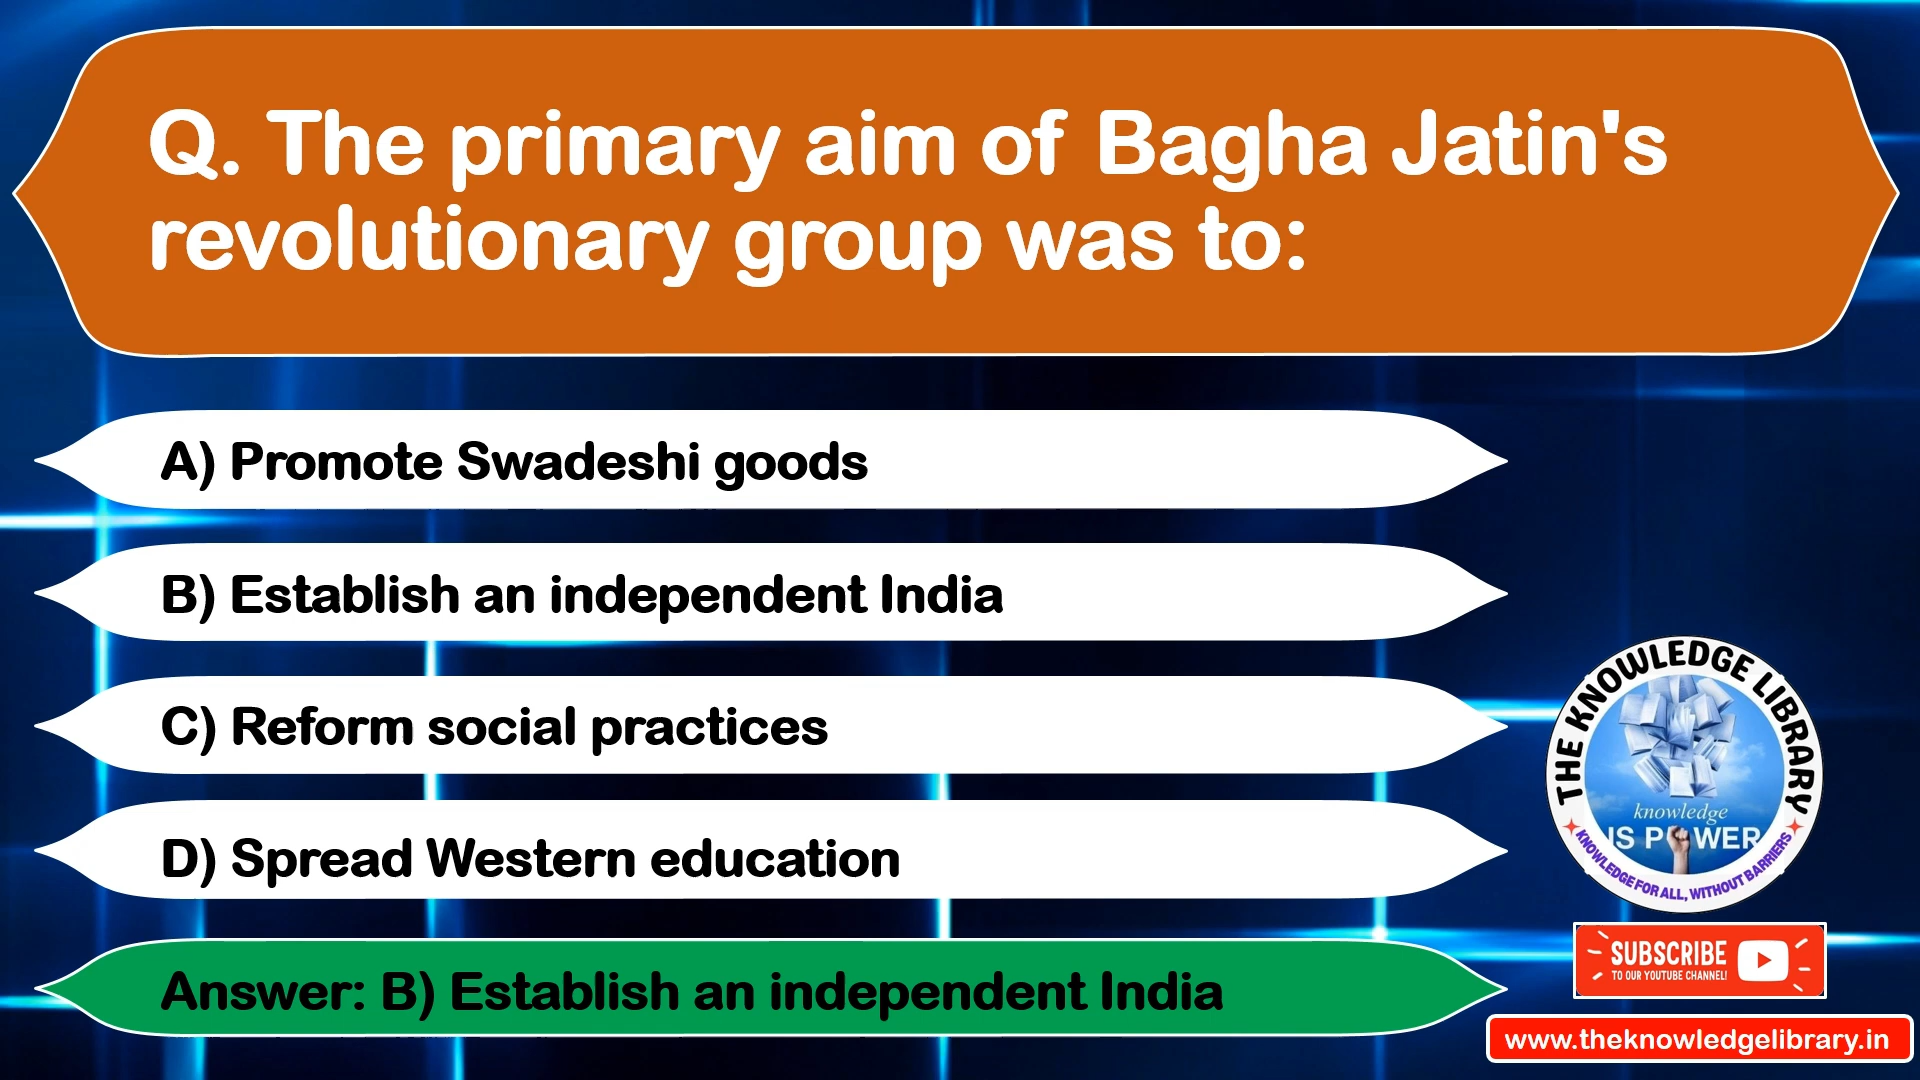 Q. The primary aim of Bagha Jatin's
revolutionary group was to:
A) Promote Swadeshi goods
B) Establish an independent India
C) Reform social practices
D) Spread Western education
Answer: B) Establish an independent India
THE KNOWLEDGE LIBRARY
knowledge
IS POWER
KNOWLEDGE FOR ALL, WITHOUT BARRIERS
SUBSCRIBE
TO OUR YOUTUBE CHANNEL!
www.theknowledgelibrary.in